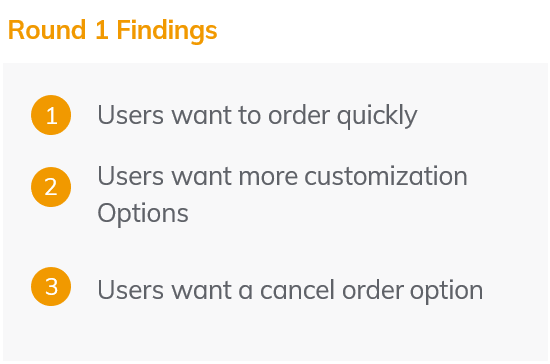 Round 1 Findings
1 Users want to order quickly
2 Users want more customization
Options
3 Users want a cancel order option